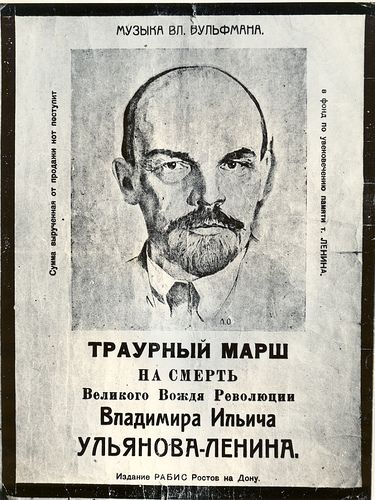 МУЗЫКА ВЛ. ВУЛЬФМАНА.
Сумма вырученная от продажи нот поступит
в фонд по увековечению памяти т. ЛЕНИНА.
ТРАУРНЫЙ МАРШ
НА СМЕРТЬ
Великого Вождя Революции
Владимира Ильича
УЛЬЯНОВА-ЛЕНИНА.
Издание РАБИС Ростов на Дону.